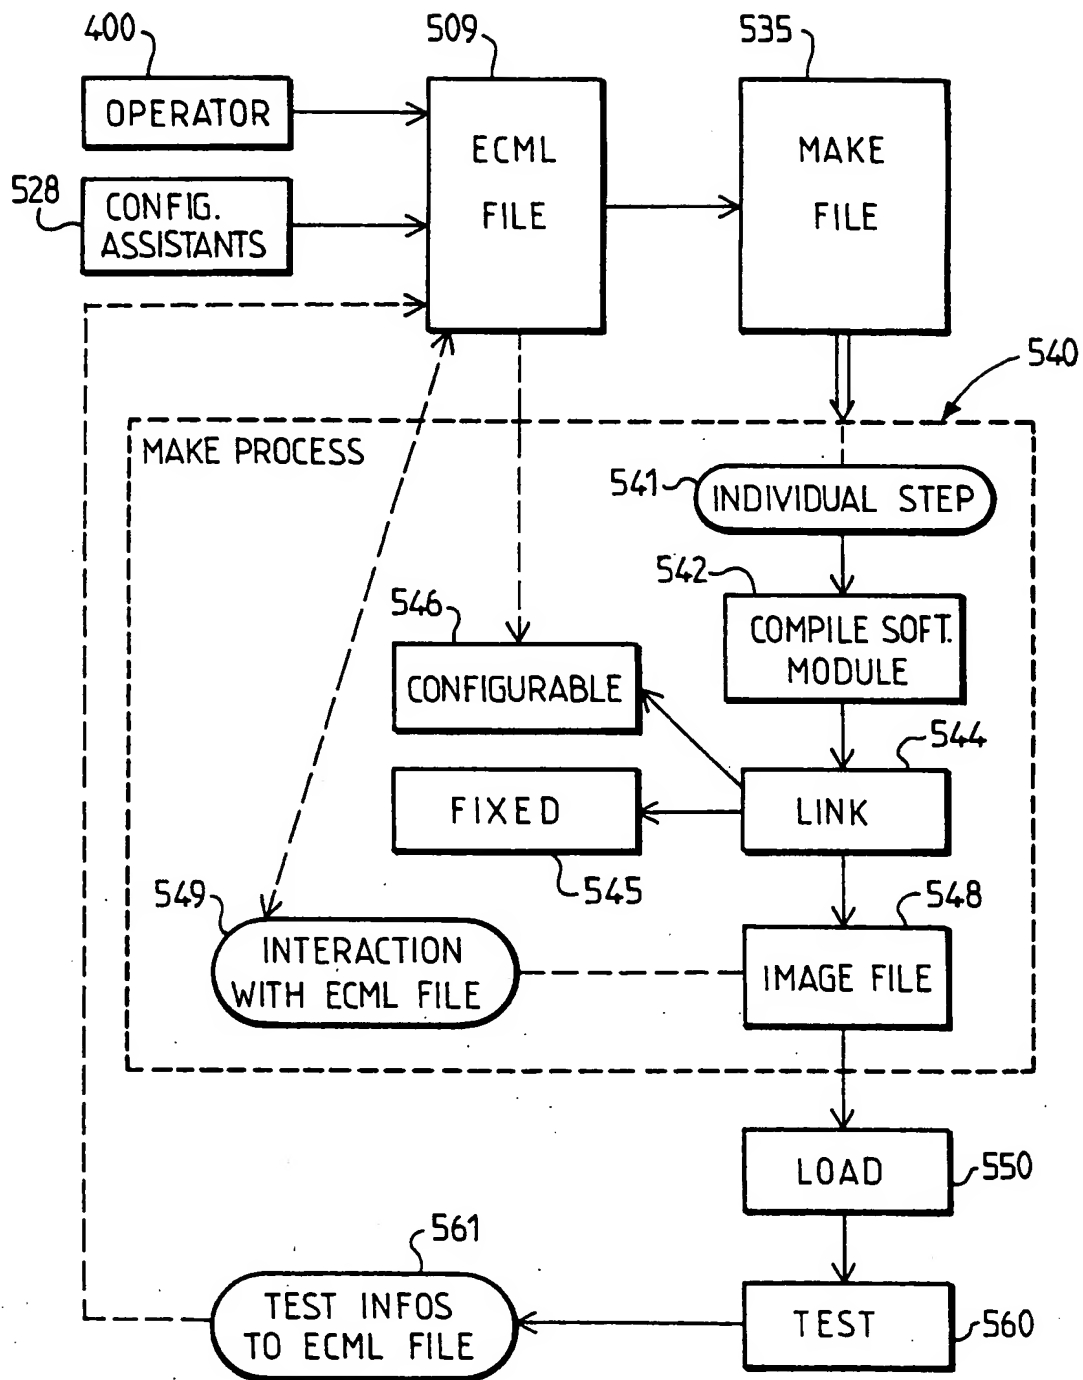 400
509
535
OPERATOR
ECML
FILE
MAKE
FILE
528
CONFIG.
ASSISTANTS
540
MAKE PROCESS
541
INDIVIDUAL STEP
542
COMPILE SOFT.
MODULE
546
CONFIGURABLE
544
LINK
FIXED
545
549
548
INTERACTION
WITH ECML FILE
IMAGE FILE
LOAD
550
561
TEST INFOS
TO ECML FILE
TEST
560